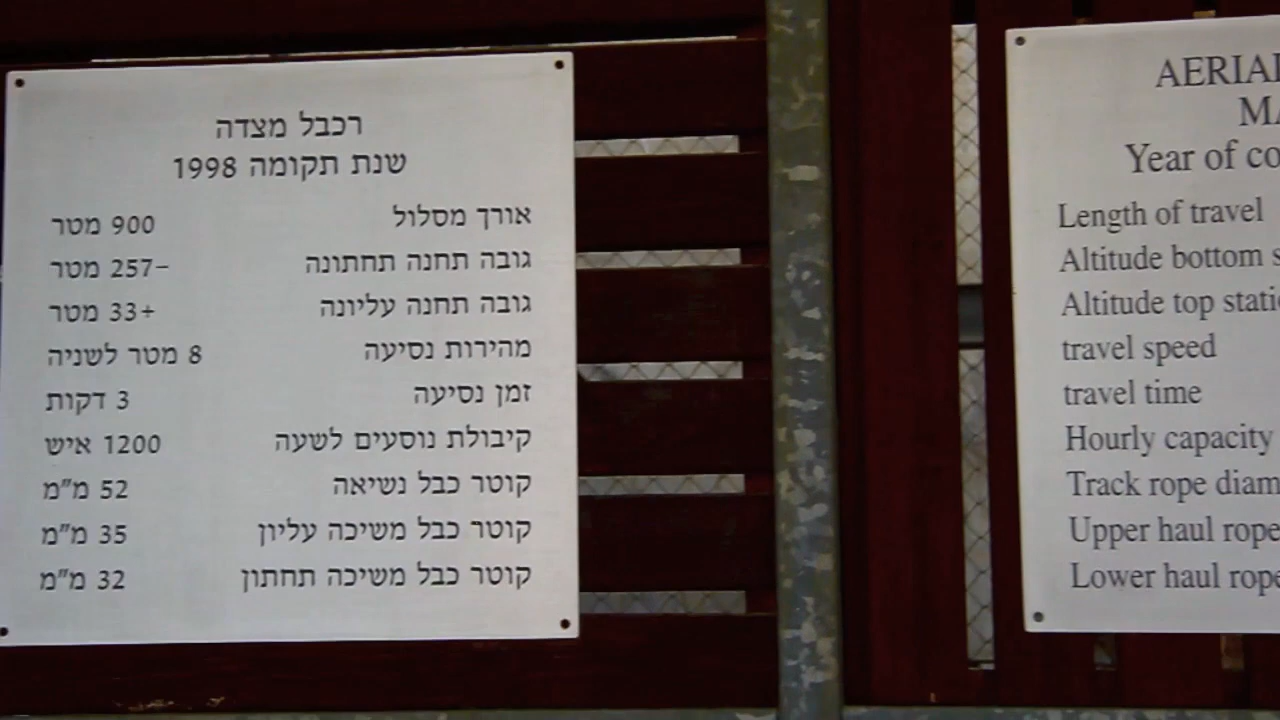 רכבל מצדה
שנת תקומה 1998
אורך מסלול 900 מטר
גובה תחנה תחתונה –257 מטר
גובה תחנה עליונה +33 מטר
מהירות נסיעה 8 מטר לשניה
זמן נסיעה 3 דקות
קיבולת נוסעים לשעה 1200 איש
קוטר כבל נשיאה 52 מ"מ
קוטר כבל משיכה עליון 35 מ"מ
קוטר כבל משיכה תחתון 32 מ"מ
Year of
Length of travel
Altitude bottom
Altitude top
travel speed
travel time
Hourly capacity
Track rope
Upper haul rope
Lower haul rope